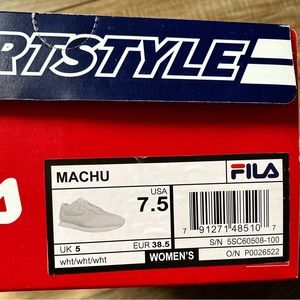 RTSTYLE
MACHU
USA
7.5
FILA
7 91271 48510 7
UK 5
EUR 38.5
S/N 5SC60508-100
wht/wht/wht
WOMEN'S
O/N P0026522
A